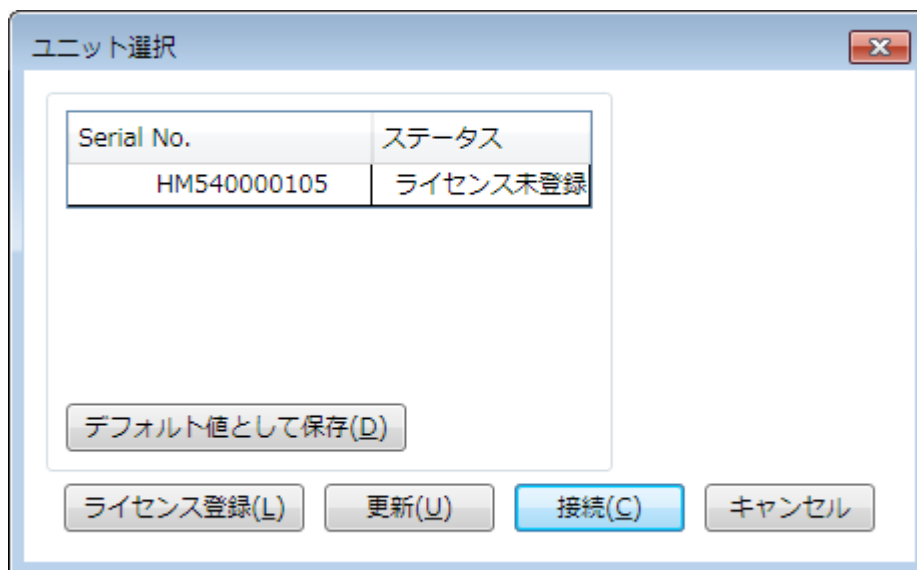 ユニット選択
Serial No. ステータス
HM540000105 ライセンス未登録
デフォルト値として保存(D)
ライセンス登録(L) 更新(U) 接続(C) キャンセル